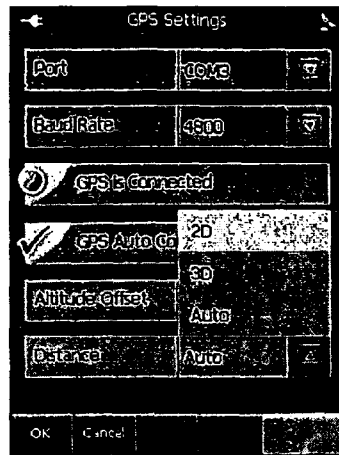 GPS Settings
Port COM3
Baud Rate 4800
GPS Is Connected
GPS Auto Co
2D
3D
Altitude Offset
Auto
Distance Auto
OK Cancel